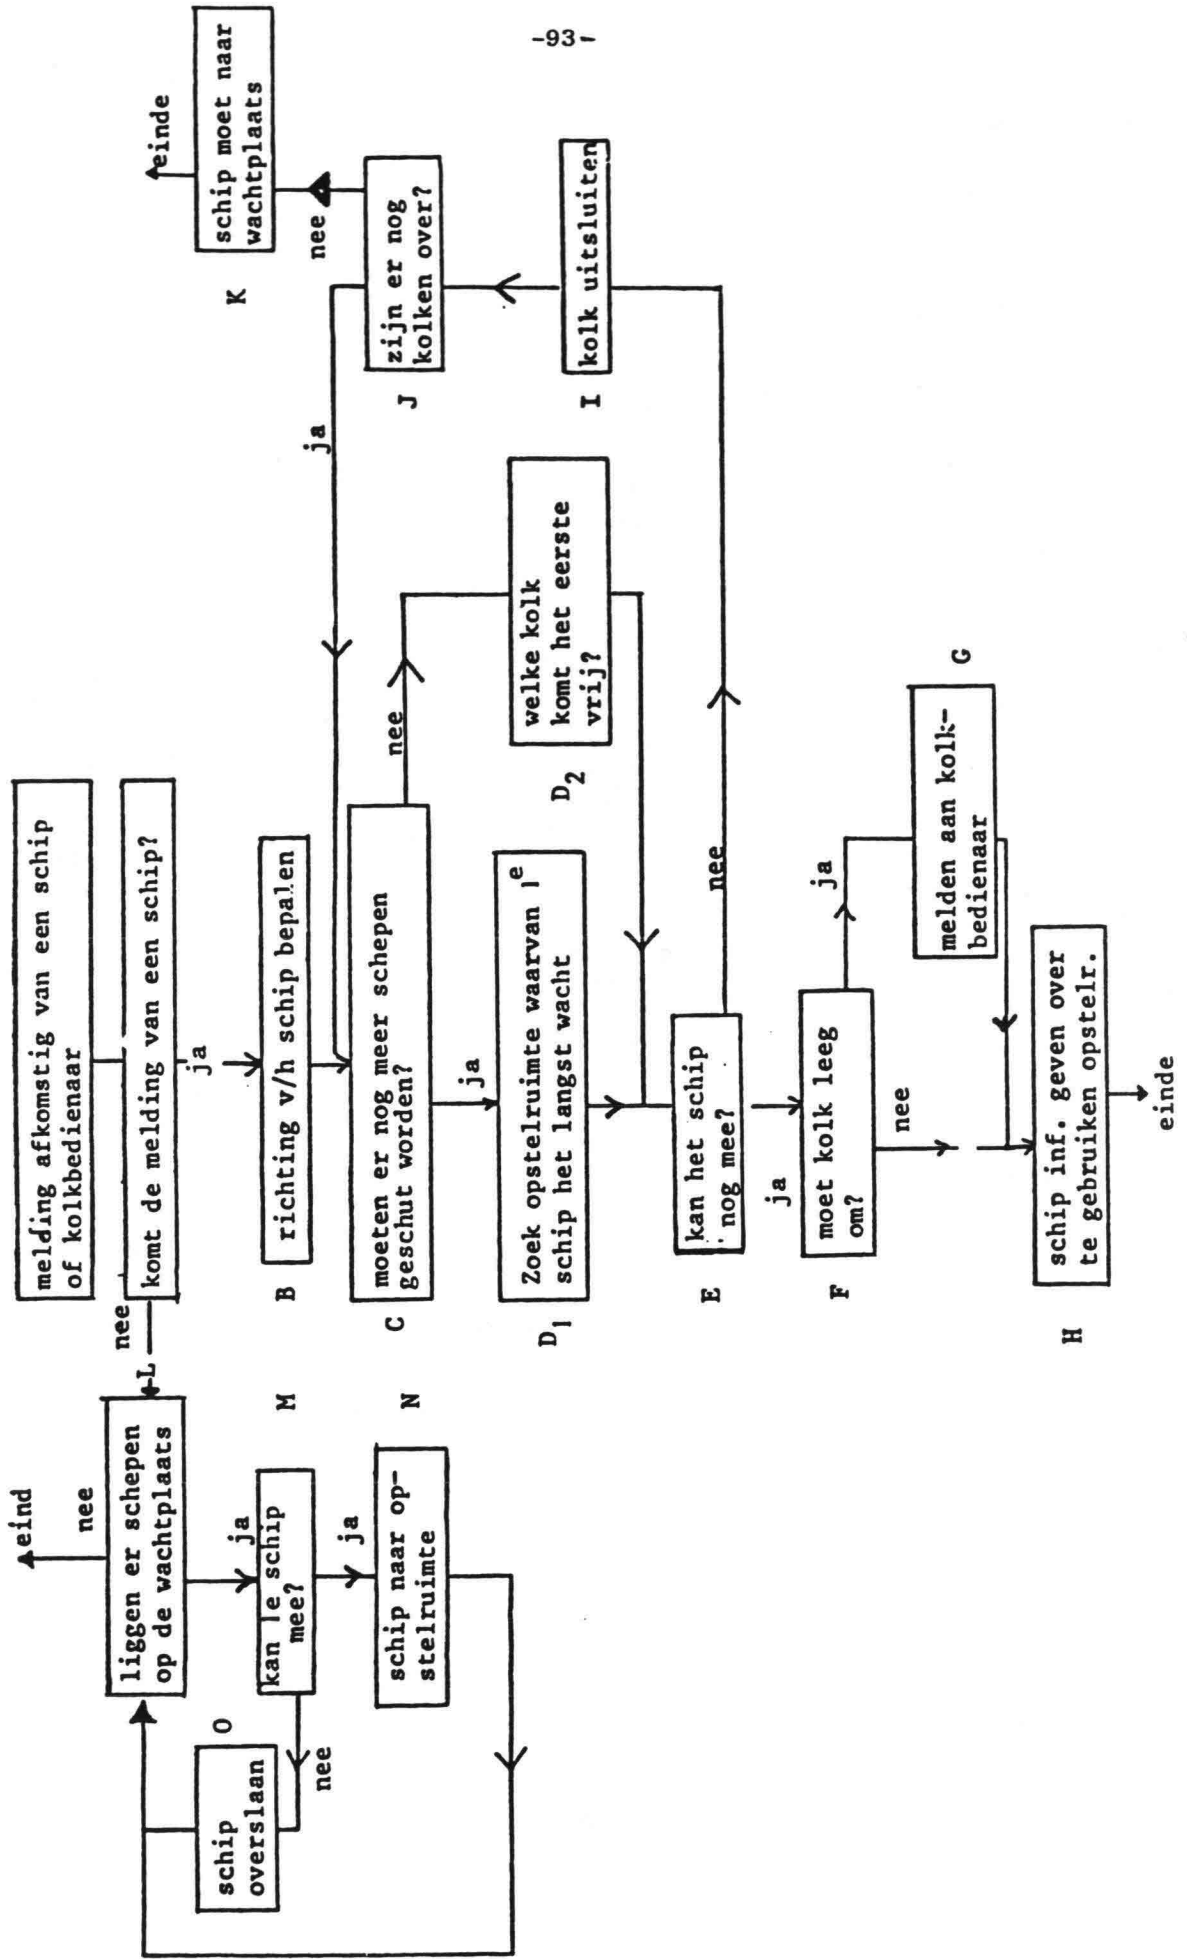 -93-
melding afkomstig van een schip
of kolkbedienaar
komt de melding van een schip?
nee
ja
L
liggen er schepen
op de wachtplaats
nee
eind
ja
M
kan 1e schip
mee?
nee
ja
O
schip
overslaan
N
schip naar op-
stelruimte
B
richting v/h schip bepalen
C
moeten er nog meer schepen
geschut worden?
nee
ja
D1
Zoek opstelruimte waarvan 1e
schip het langst wacht
D2
welke kolk
komt het eerste
vrij?
E
kan het schip
nog mee?
nee
ja
F
moet kolk leeg
om?
ja
nee
G
melden aan kolk-
bedienaar
H
schip inf. geven over
te gebruiken opstelr.
einde
I
kolk uitsluiten
J
zijn er nog
kolken over?
ja
nee
K
schip moet naar
wachtplaats
einde